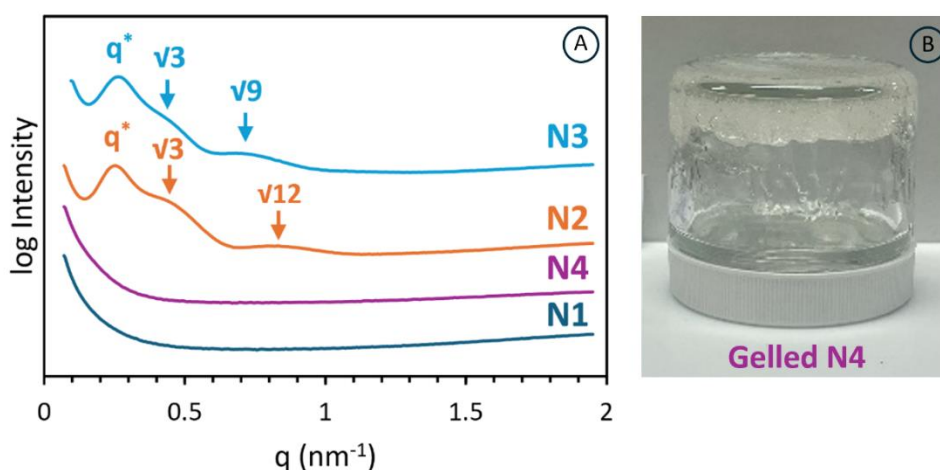 A
q*
√3
√9
N3
q*
√3
√12
N2
N4
N1
log Intensity
0
0.5
1
1.5
2
q (nm⁻¹)
B
Gelled N4